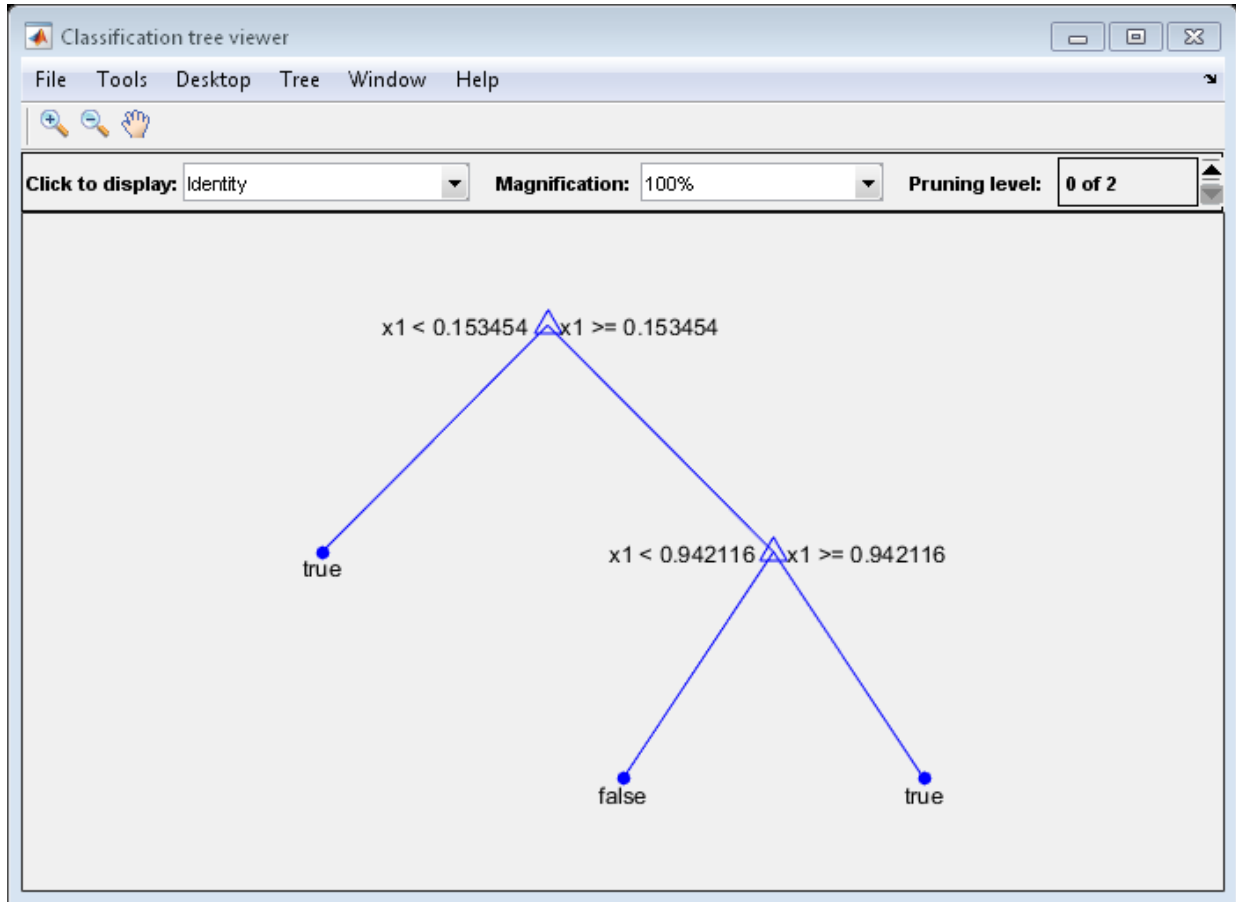 Classification tree viewer
File Tools Desktop Tree Window Help
Click to display: Identity Magnification: 100% Pruning level: 0 of 2
x1 < 0.153454 x1 >= 0.153454
true
x1 < 0.942116 x1 >= 0.942116
false true